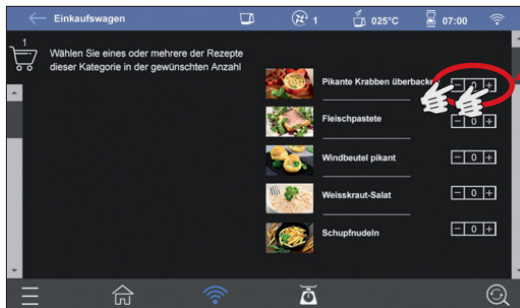 Einkaufswagen 1 025°C 07:00
1
Wählen Sie eines oder mehrere der Rezepte
dieser Kategorie in der gewünschten Anzahl
Pikante Krabben überbacke - 0 +
Fleischpastete - 0 +
Windbeutel pikant - 0 +
Weisskraut-Salat - 0 +
Schupfnudeln - 0 +